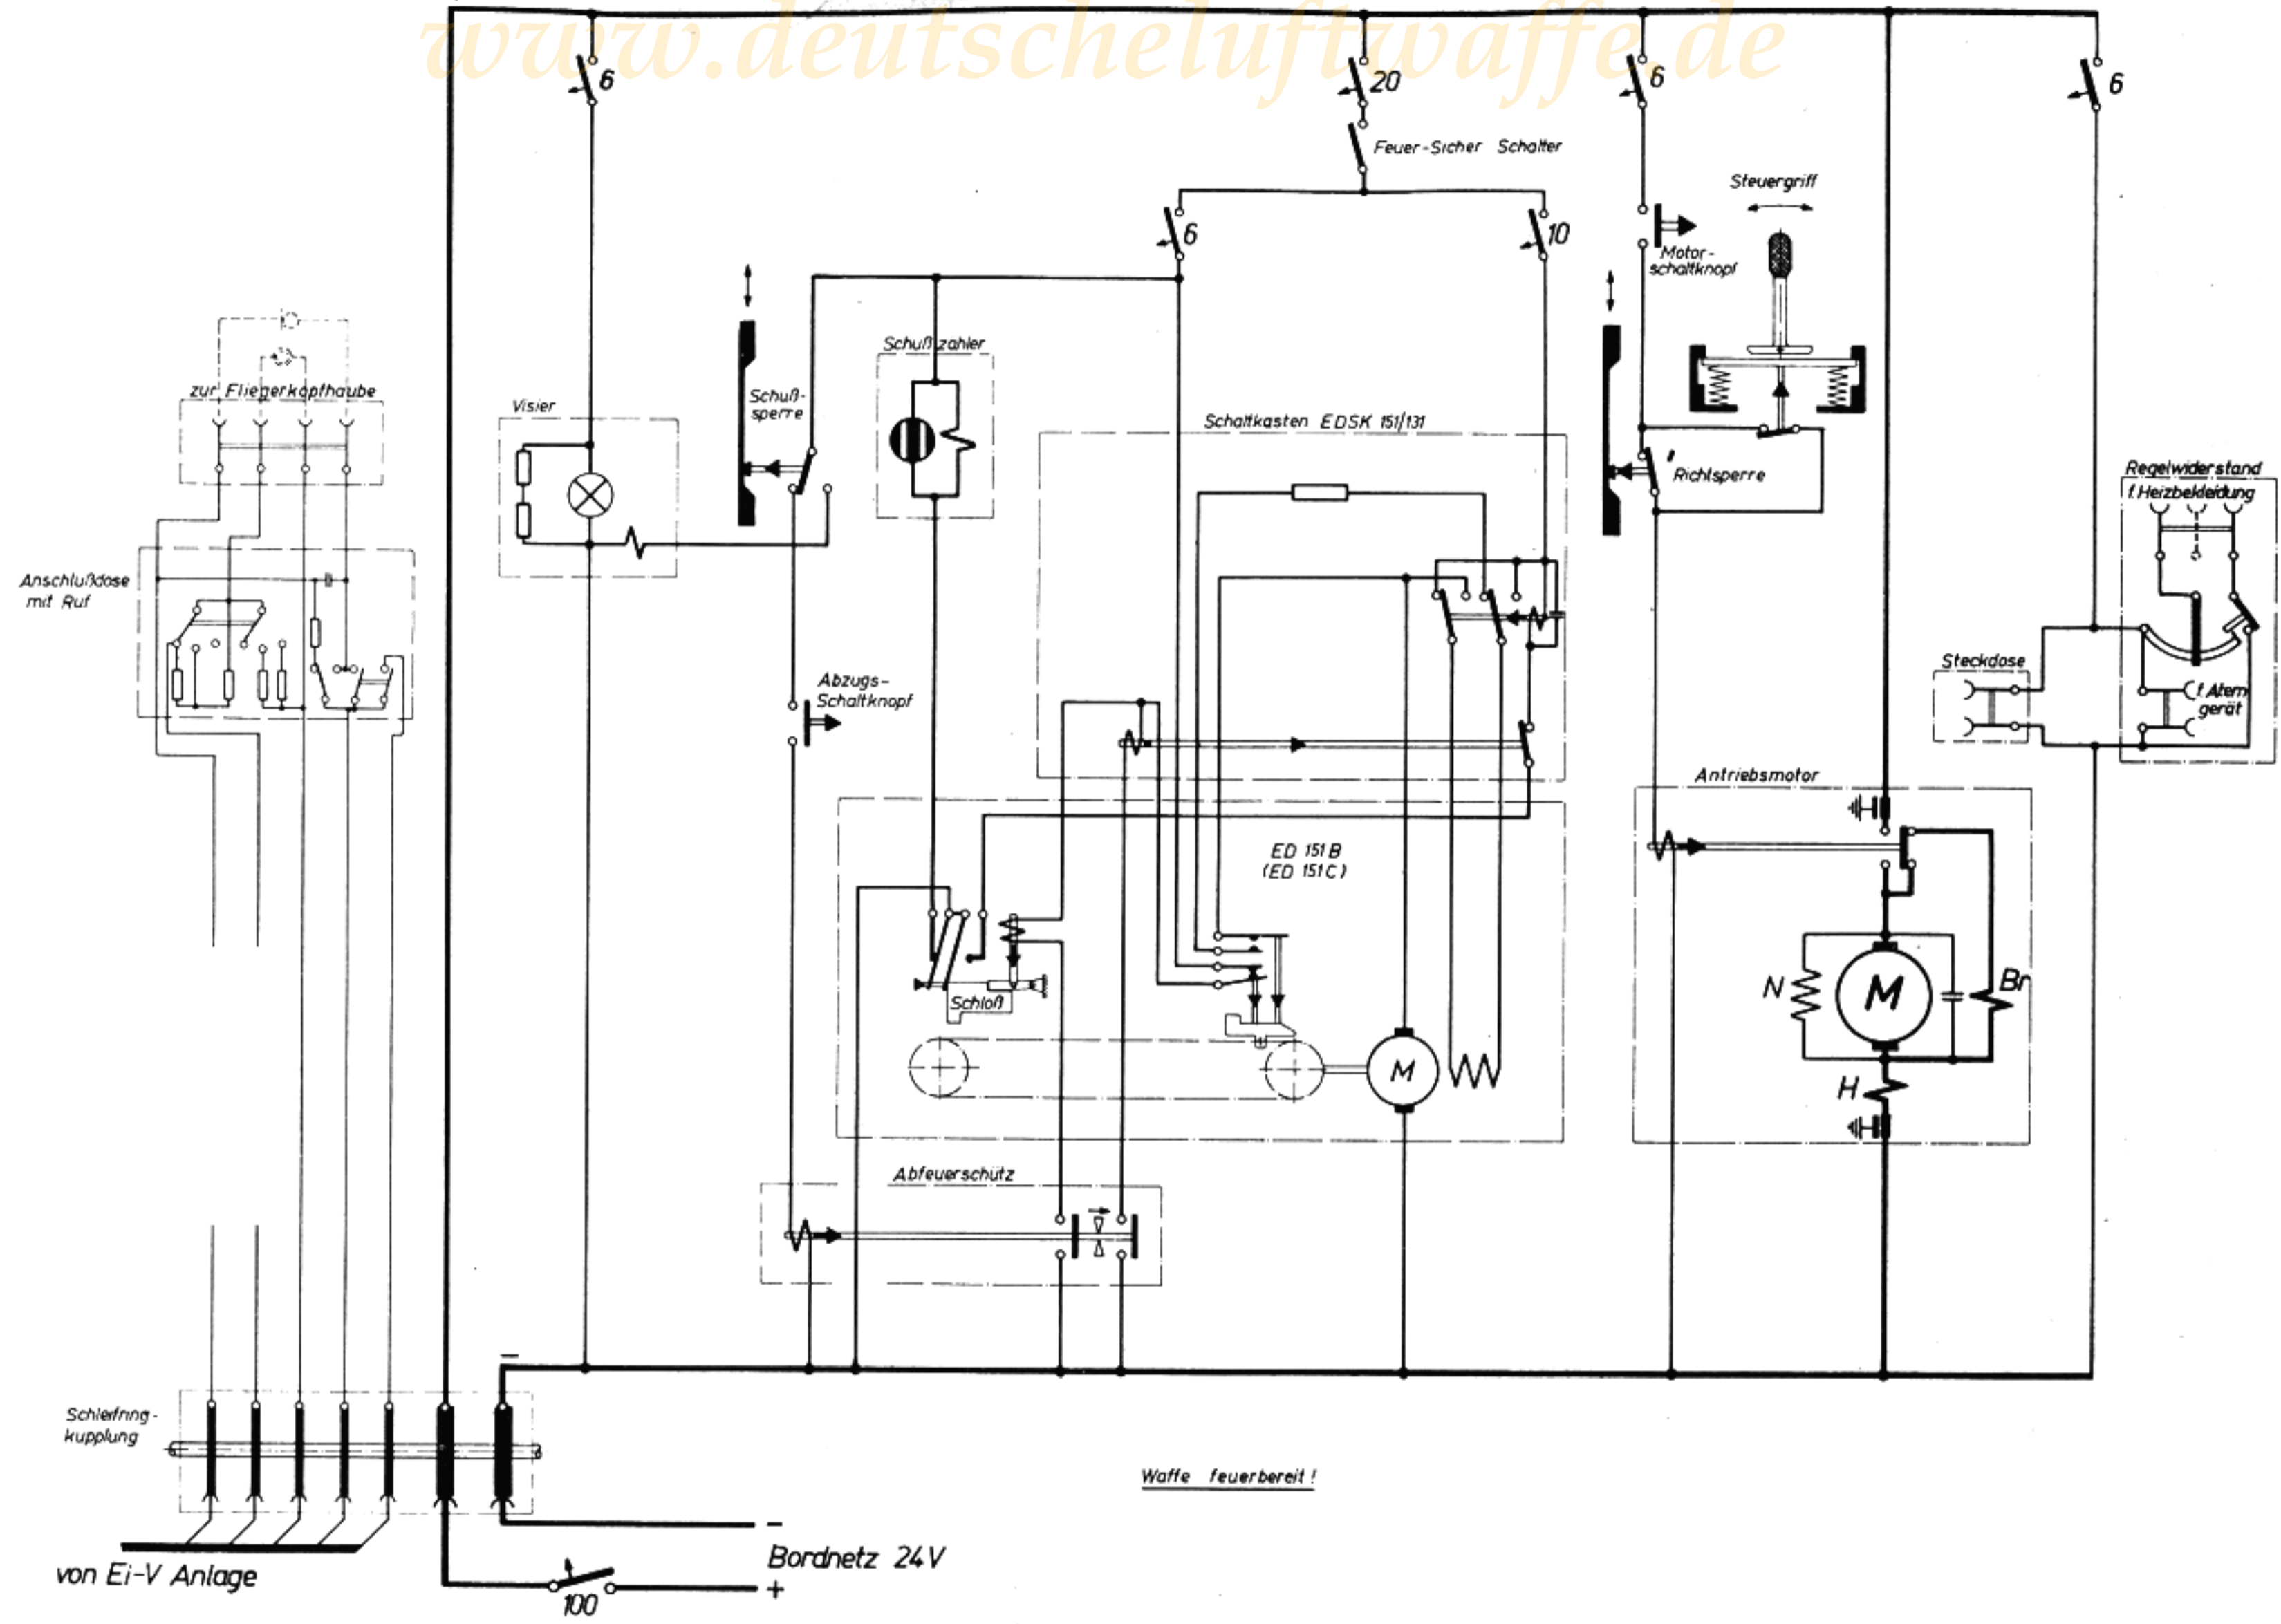 www.deutscheluftwaffe.de
6
20
6
6
Feuer-Sicher Schalter
Steuergriff
6
10
Motor-
schaltknopf
zur Fliegerkopfhaube
Visier
Schuß-
sperre
Schußzähler
Schaltkasten EDSK 151/131
Richtsperre
Regelwiderstand
f. Heizbekleidung
Anschlußdose
mit Ruf
Abzugs-
Schaltknopf
Steckdose
f. Atem
gerät
Antriebsmotor
ED 151B
(ED 151C)
Schloß
M
N
M
Br
H
Abfeuerschütz
–
Schleifring-
kupplung
Waffe feuerbereit!
–
Bordnetz 24V
+
100
von Ei-V Anlage